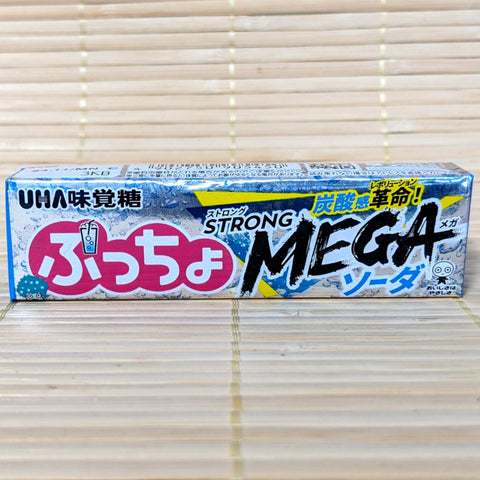 UHA味覚糖
ぷっちょ
ストロング
STRONG
レボリューション
炭酸感革命!
MEGA
メガ
ソーダ
おいしさは
やさしさ